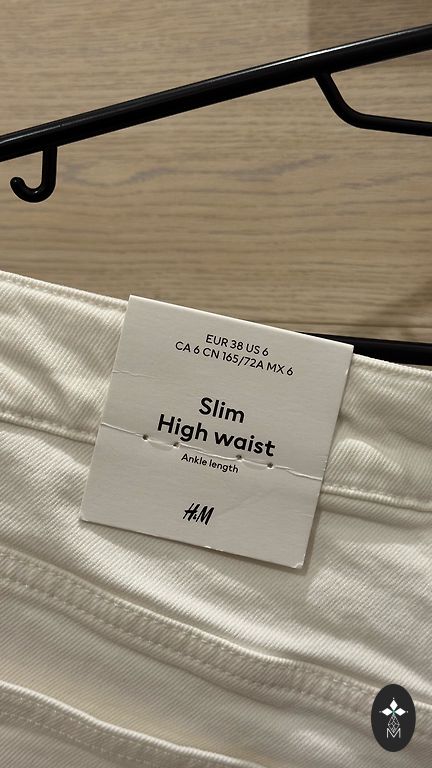 EUR 38 US 6
CA 6 CN 165/72A MX 6
Slim
High waist
Ankle length
H&M
M